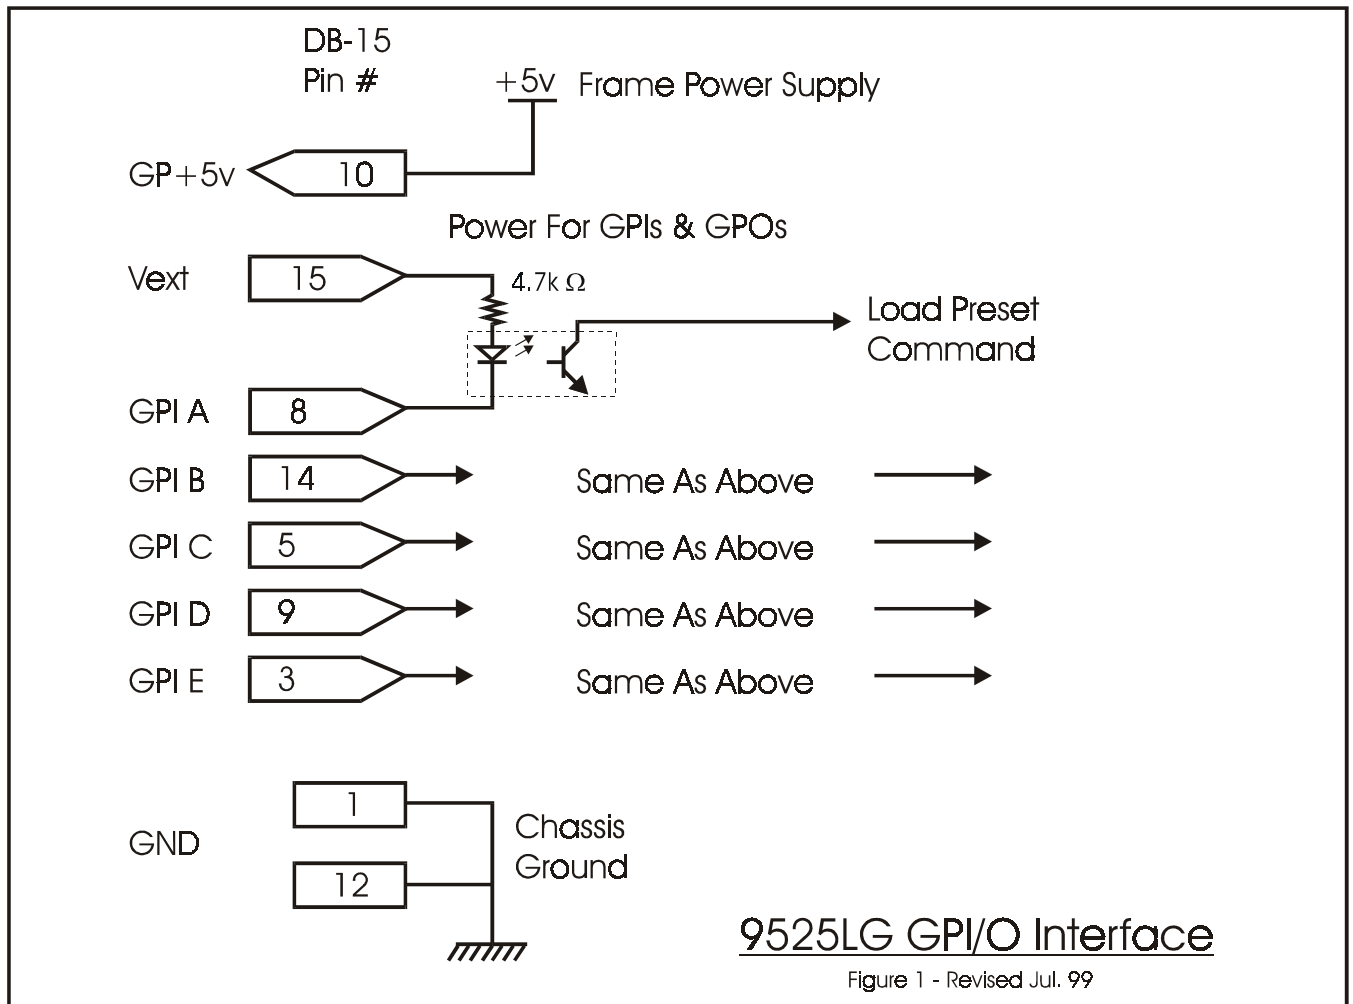 DB-15
Pin #
+5v Frame Power Supply
GP+5v 10
Power For GPIs & GPOs
Vext 15
4.7k Ω
Load Preset
Command
GPI A 8
GPI B 14 Same As Above
GPI C 5 Same As Above
GPI D 9 Same As Above
GPI E 3 Same As Above
1
GND
Chassis
Ground
12
9525LG GPI/O Interface
Figure 1 - Revised Jul. 99